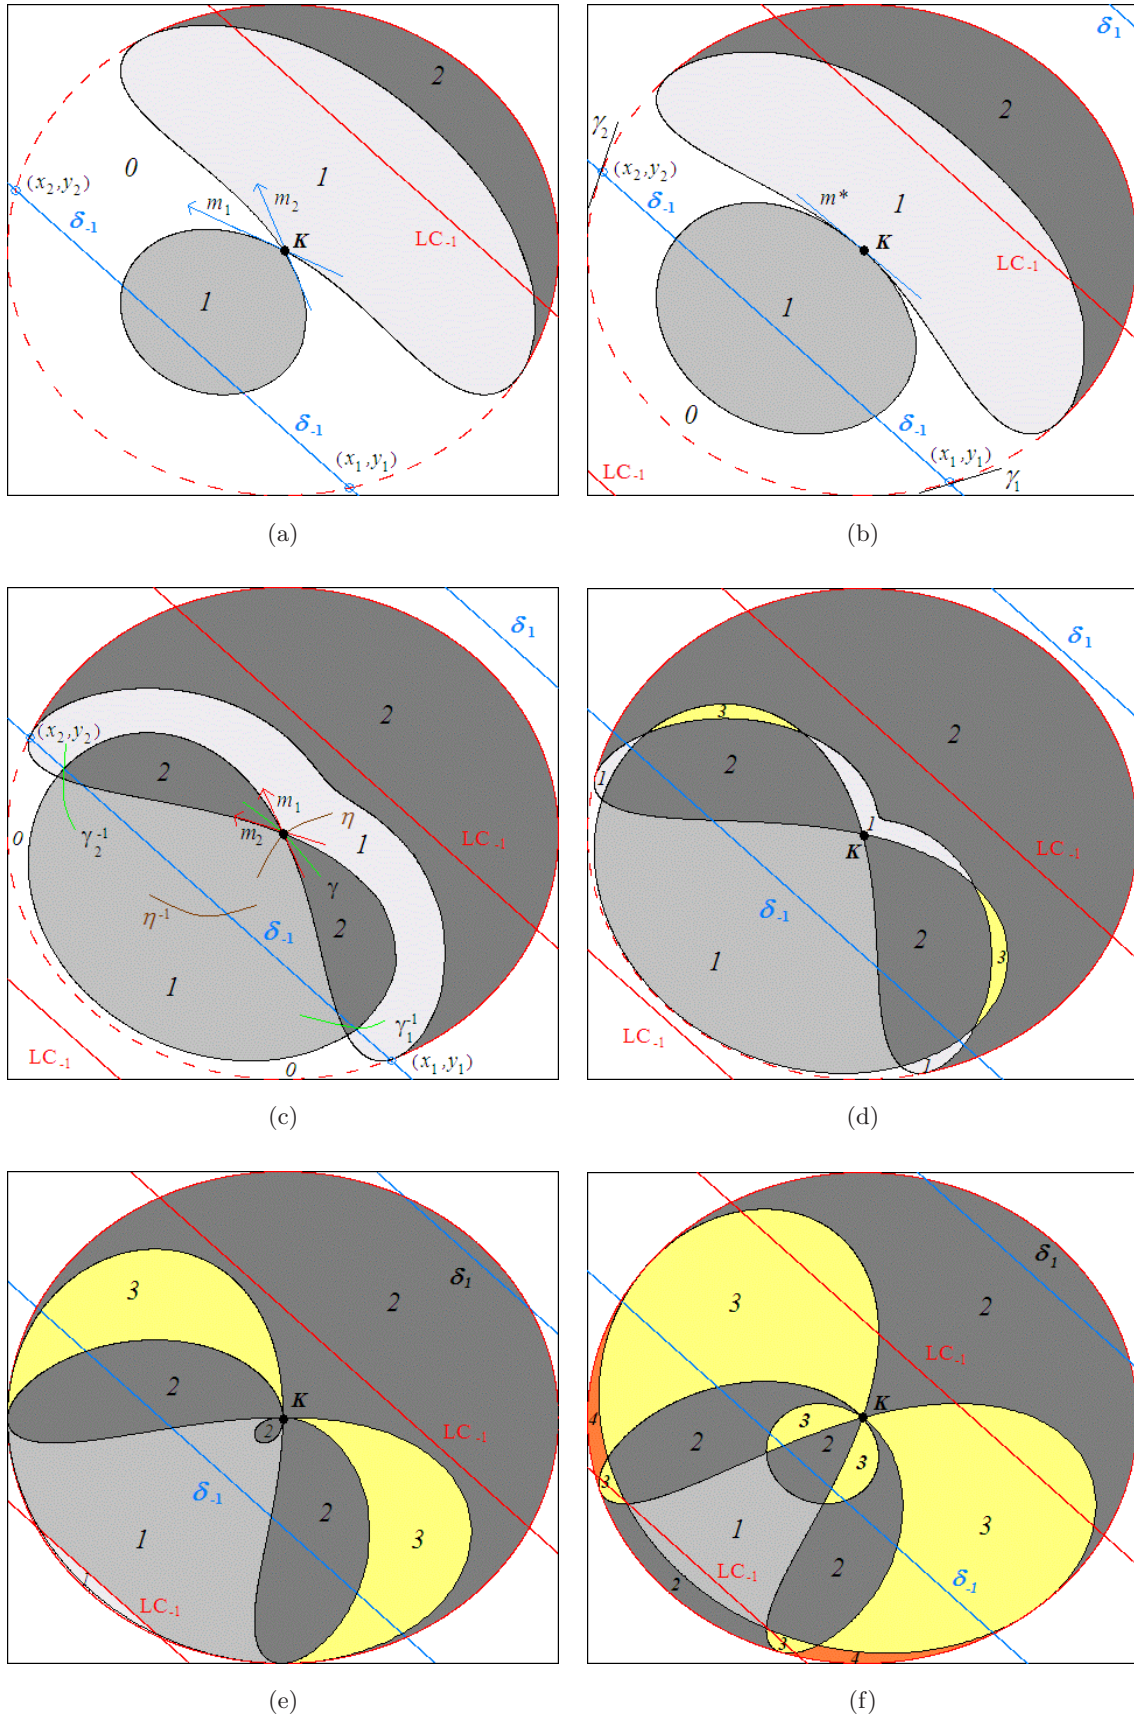 2
δ₁
0
(x₂,y₂)
1
m₁
m₂
δ₋₁
K
LC₋₁
1
δ₋₁
(x₁,y₁)
(a)
γ₂
(x₂,y₂)
2
m*
1
δ₋₁
K
LC₋₁
1
0
δ₋₁
(x₁,y₁)
LC₋₁
γ₁
(b)
δ₁
2
(x₂,y₂)
2
m₁
m₂
η
1
0
γ₂⁻¹
LC₋₁
γ
η⁻¹
δ₋₁
2
1
γ₁⁻¹
LC₋₁
0
(x₁,y₁)
(c)
δ₁
3
2
2
1
1
K
LC₋₁
δ₋₁
2
3
1
LC₋₁
1
(d)
δ₁
3
2
2
K
2
LC₋₁
δ₋₁
2
3
1
1
LC₋₁
(e)
δ₁
3
2
LC₋₁
4
K
3
2
2
3
3
1
3
2
LC₋₁
δ₋₁
2
3
4
(f)